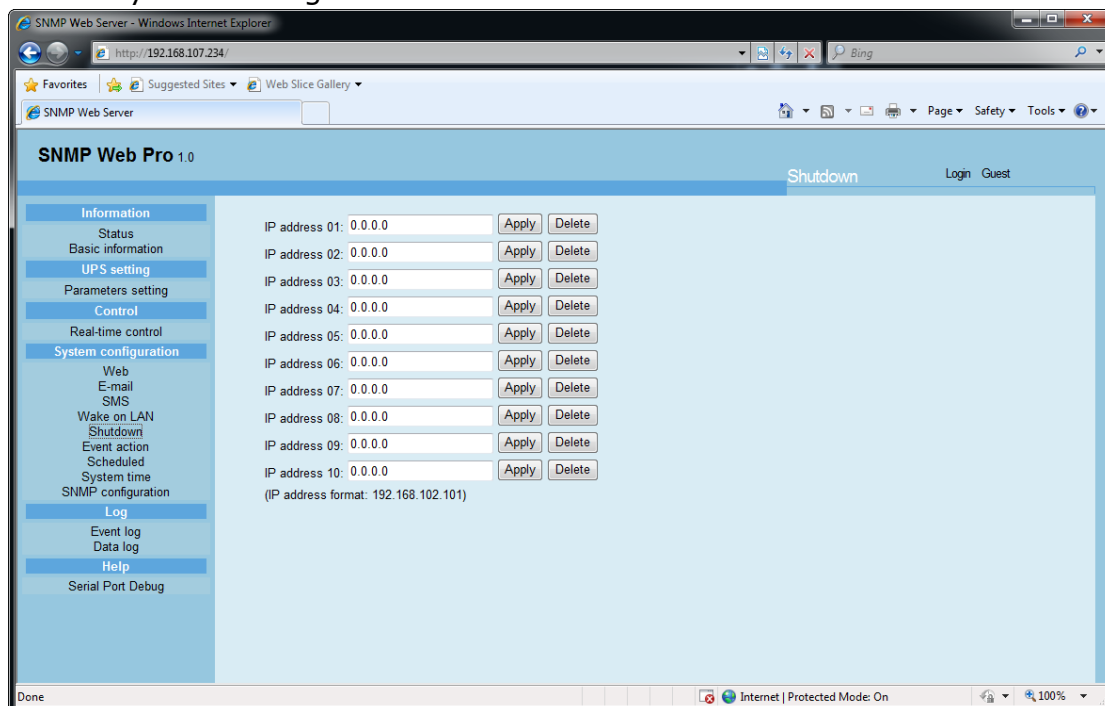 SNMP Web Server - Windows Internet Explorer
http://192.168.107.234/
Bing
Favorites Suggested Sites Web Slice Gallery
SNMP Web Server
Page Safety Tools
SNMP Web Pro 1.0
Shutdown
Login Guest
Information
Status
Basic information
UPS setting
Parameters setting
Control
Real-time control
System configuration
Web
E-mail
SMS
Wake on LAN
Shutdown
Event action
Scheduled
System time
SNMP configuration
Log
Event log
Data log
Help
Serial Port Debug
IP address 01: 0.0.0.0 Apply Delete
IP address 02: 0.0.0.0 Apply Delete
IP address 03: 0.0.0.0 Apply Delete
IP address 04: 0.0.0.0 Apply Delete
IP address 05: 0.0.0.0 Apply Delete
IP address 06: 0.0.0.0 Apply Delete
IP address 07: 0.0.0.0 Apply Delete
IP address 08: 0.0.0.0 Apply Delete
IP address 09: 0.0.0.0 Apply Delete
IP address 10: 0.0.0.0 Apply Delete
(IP address format: 192.168.102.101)
Done
Internet | Protected Mode: On
100%